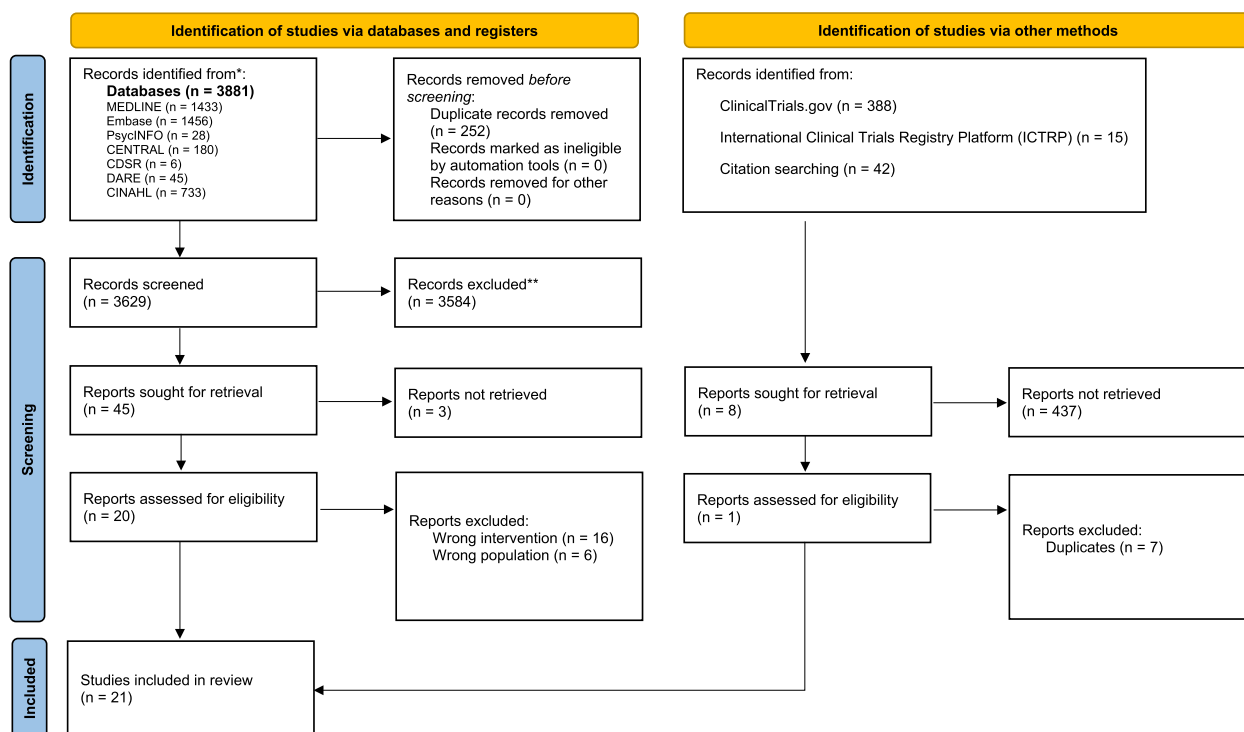 Identification of studies via databases and registers
Identification of studies via other methods
Identification
Records identified from*:
Databases (n = 3881)
MEDLINE (n = 1433)
Embase (n = 1456)
PsycINFO (n = 28)
CENTRAL (n = 180)
CDSR (n = 6)
DARE (n = 45)
CINAHL (n = 733)
Records removed before
screening:
Duplicate records removed
(n = 252)
Records marked as ineligible
by automation tools (n = 0)
Records removed for other
reasons (n = 0)
Records identified from:
ClinicalTrials.gov (n = 388)
International Clinical Trials Registry Platform (ICTRP) (n = 15)
Citation searching (n = 42)
Screening
Records screened
(n = 3629)
Records excluded**
(n = 3584)
Reports sought for retrieval
(n = 45)
Reports not retrieved
(n = 3)
Reports sought for retrieval
(n = 8)
Reports not retrieved
(n = 437)
Reports assessed for eligibility
(n = 20)
Reports excluded:
Wrong intervention (n = 16)
Wrong population (n = 6)
Reports assessed for eligibility
(n = 1)
Reports excluded:
Duplicates (n = 7)
Included
Studies included in review
(n = 21)